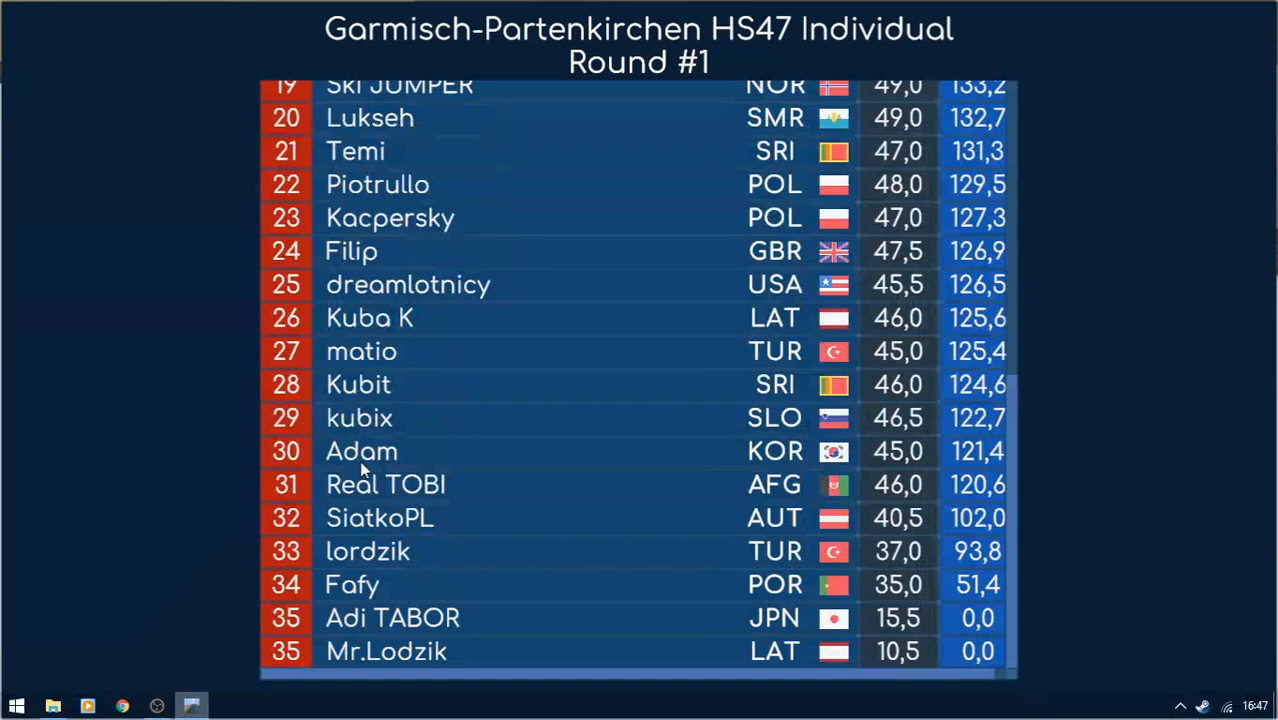 Garmisch-Partenkirchen HS47 Individual
Round #1
19 Ski JUMPER NOR 49,0 133,2
20 Lukseh SMR 49,0 132,7
21 Temi SRI 47,0 131,3
22 Piotrullo POL 48,0 129,5
23 Kacpersky POL 47,0 127,3
24 Filip GBR 47,5 126,9
25 dreamlotnicy USA 45,5 126,5
26 Kuba K LAT 46,0 125,6
27 matio TUR 45,0 125,4
28 Kubit SRI 46,0 124,6
29 kubix SLO 46,5 122,7
30 Adam KOR 45,0 121,4
31 Real TOBI AFG 46,0 120,6
32 SiatkoPL AUT 40,5 102,0
33 lordzik TUR 37,0 93,8
34 Fafy POR 35,0 51,4
35 Adi TABOR JPN 15,5 0,0
35 Mr.Lodzik LAT 10,5 0,0
16:47